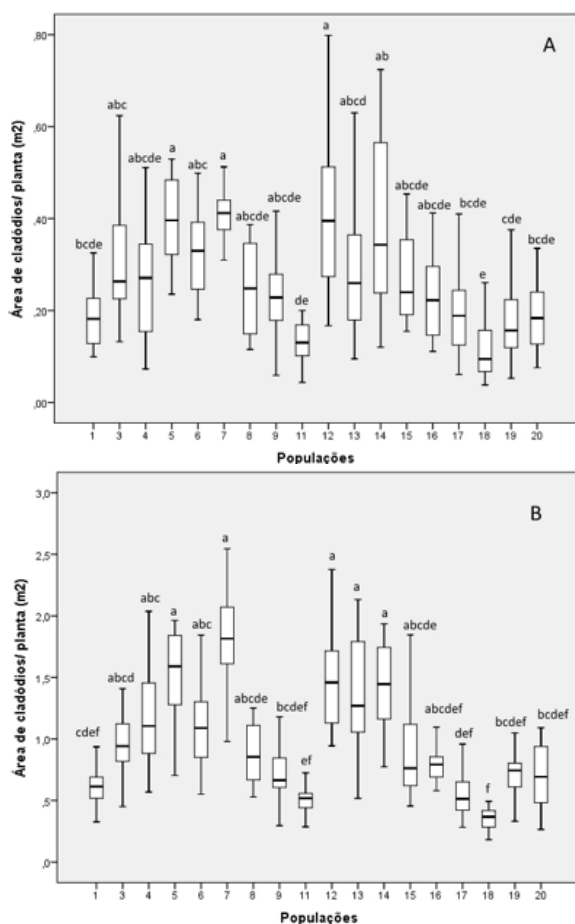 A
Área de cladódios/ planta (m2)
,80
,60
,40
,20
,00
bcde abc abcde a abc a abcde abcde de a abcd ab abcde abcde bcde e cde bcde
1 3 4 5 6 7 8 9 11 12 13 14 15 16 17 18 19 20
Populações
B
Área de cladódios/ planta (m2)
3,0
2,5
2,0
1,5
1,0
,5
,0
cdef abcd abc a abc a abcde bcdef ef a a a abcde abcdef def f bcdef bcdef
1 3 4 5 6 7 8 9 11 12 13 14 15 16 17 18 19 20
Populações